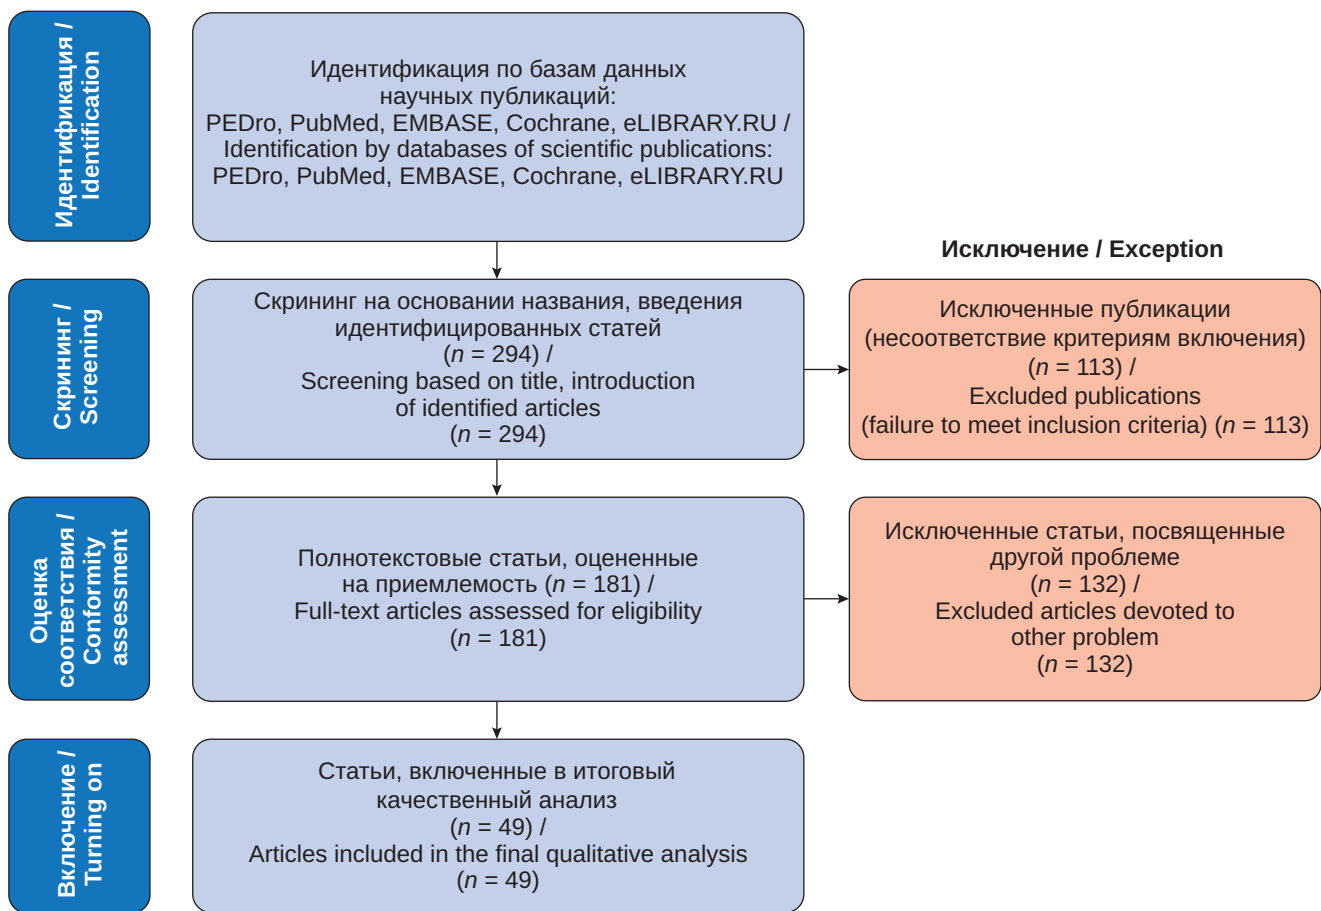 Идентификация /
Identification
Идентификация по базам данных
научных публикаций:
PEDro, PubMed, EMBASE, Cochrane, eLIBRARY.RU /
Identification by databases of scientific publications:
PEDro, PubMed, EMBASE, Cochrane, eLIBRARY.RU
Исключение / Exception
Скрининг /
Screening
Скрининг на основании названия, введения
идентифицированных статей
(n = 294) /
Screening based on title, introduction
of identified articles
(n = 294)
Исключенные публикации
(несоответствие критериям включения)
(n = 113) /
Excluded publications
(failure to meet inclusion criteria) (n = 113)
Оценка
соответствия /
Conformity
assessment
Полнотекстовые статьи, оцененные
на приемлемость (n = 181) /
Full-text articles assessed for eligibility
(n = 181)
Исключенные статьи, посвященные
другой проблеме
(n = 132) /
Excluded articles devoted to
other problem
(n = 132)
Включение /
Turning on
Статьи, включенные в итоговый
качественный анализ
(n = 49) /
Articles included in the final qualitative analysis
(n = 49)